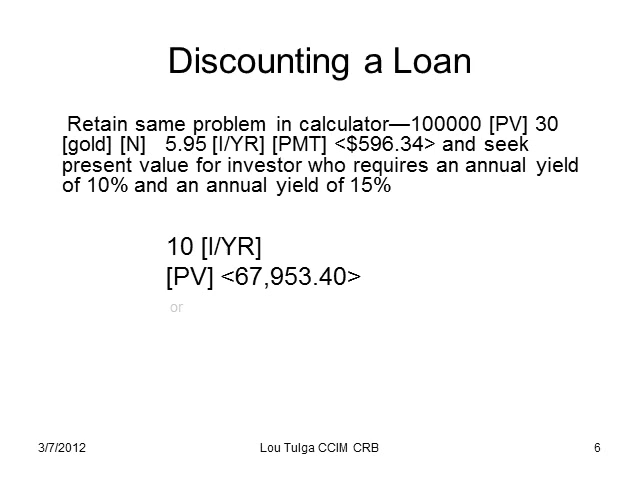 Discounting a Loan
Retain same problem in calculator—100000 [PV] 30
[gold] [N] 5.95 [I/YR] [PMT] <$596.34> and seek
present value for investor who requires an annual yield
of 10% and an annual yield of 15%
10 [I/YR]
[PV] <67,953.40>
or
3/7/2012 Lou Tulga CCIM CRB 6